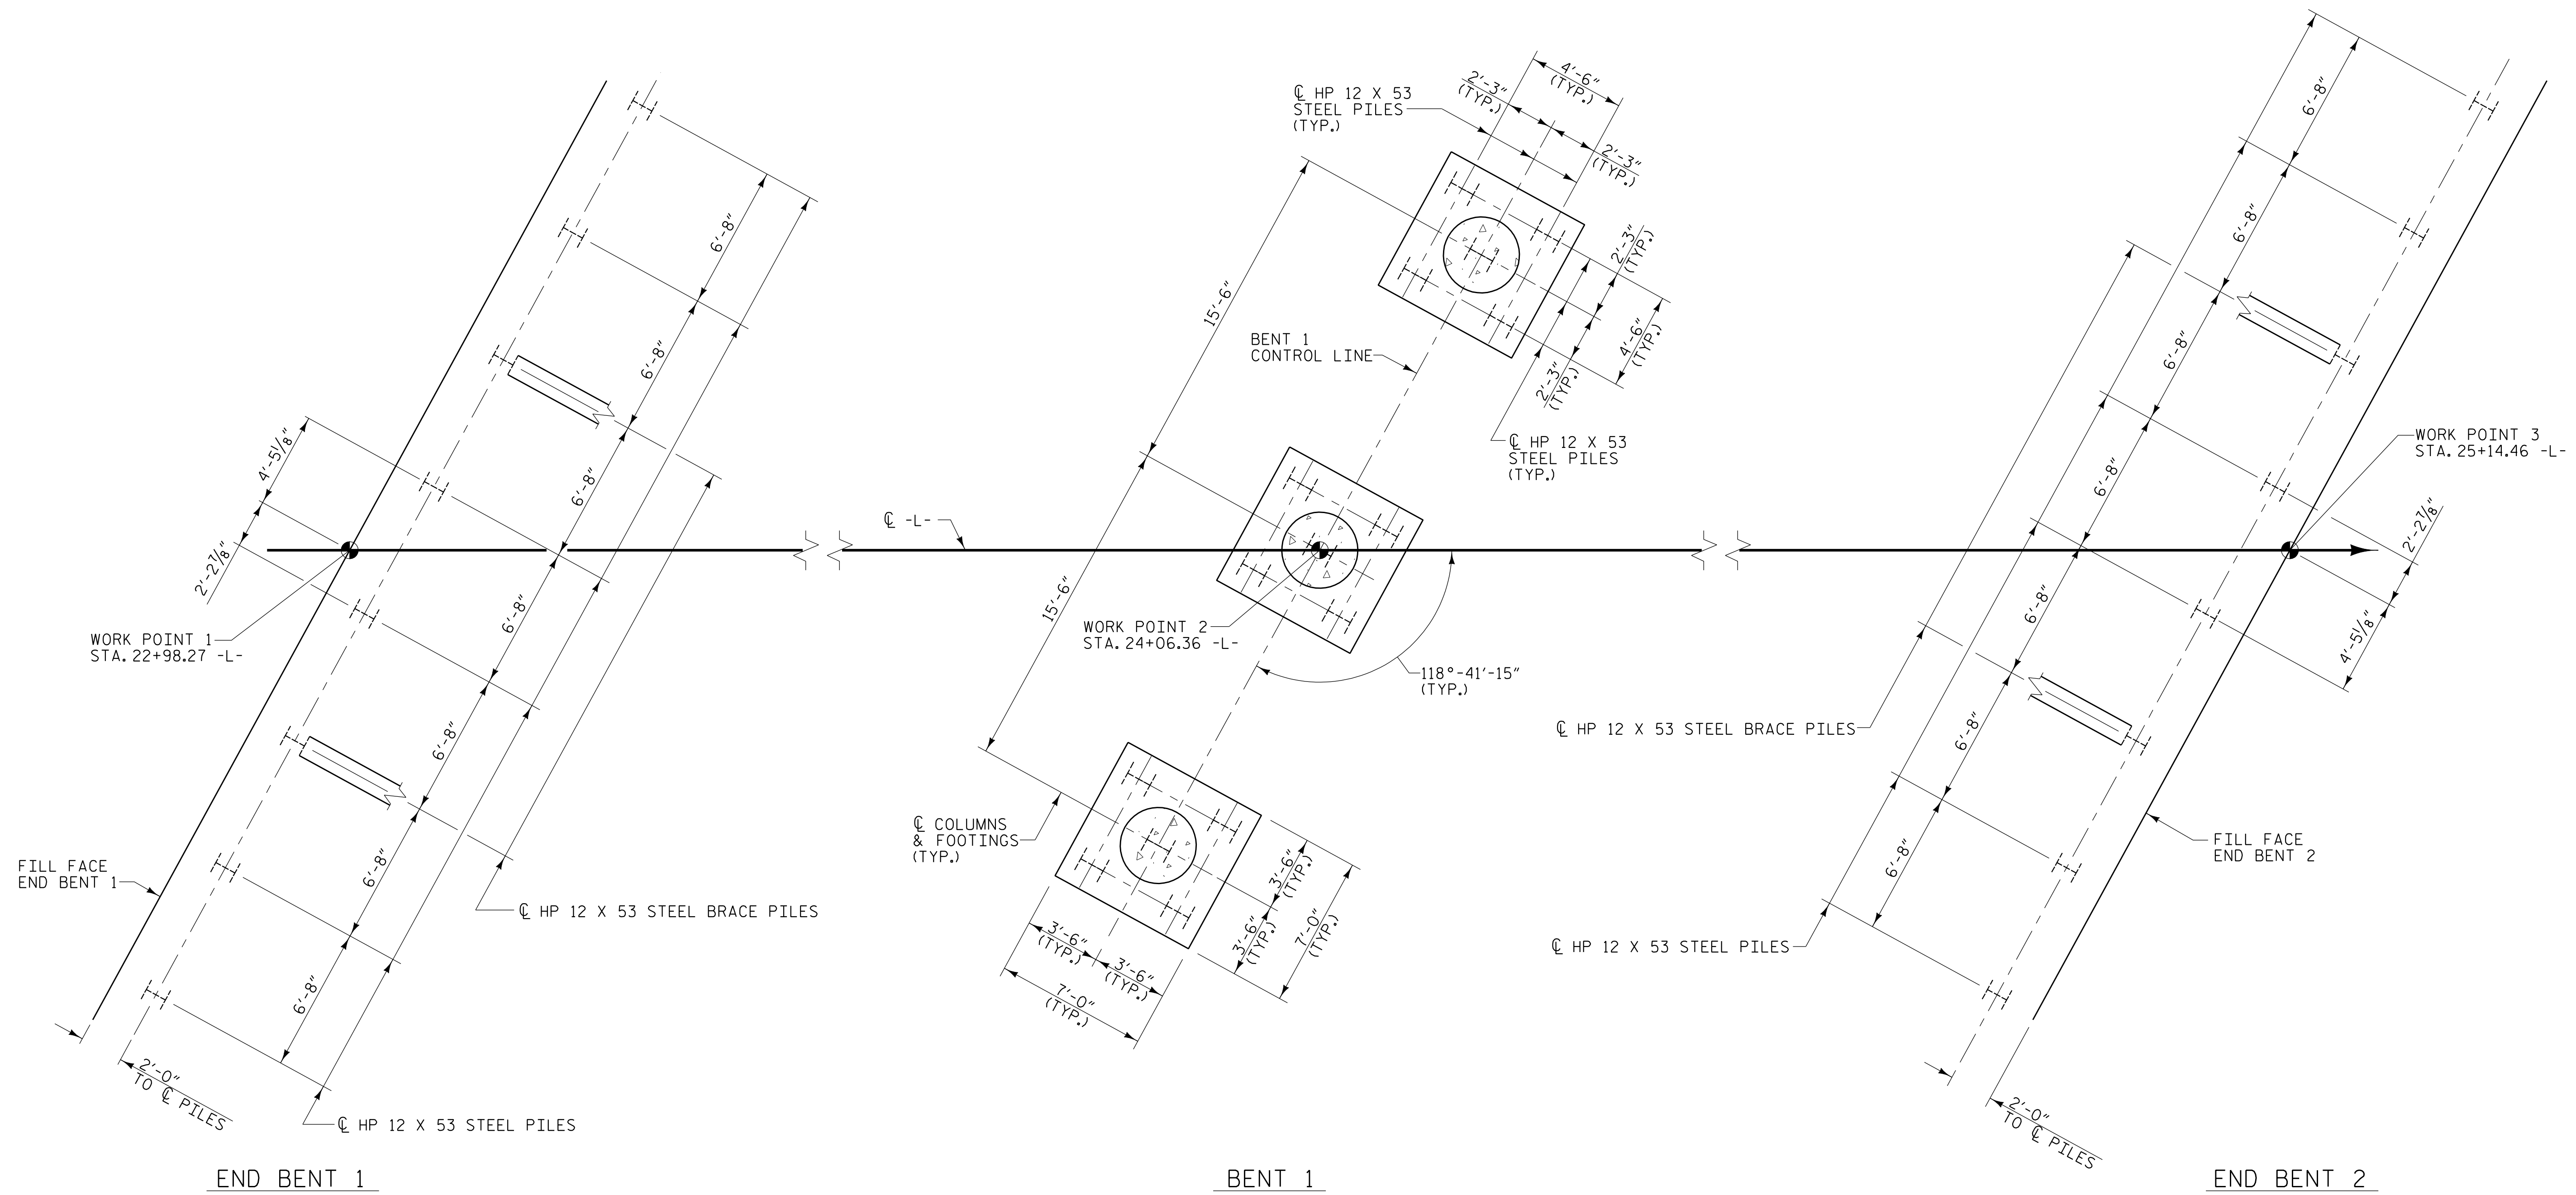 6'-8"
6'-8"
6'-8"
6'-8"
6'-8"
6'-8"
6'-8"
4'-5⅛"
2'-2⅞"
WORK POINT 1
STA. 22+98.27 -L-
FILL FACE
END BENT 1
℄ HP 12 X 53 STEEL BRACE PILES
℄ HP 12 X 53 STEEL PILES
2'-0"
TO ℄ PILES
END BENT 1
℄ HP 12 X 53
STEEL PILES
(TYP.)
4'-6"
(TYP.)
2'-3"
(TYP.)
2'-3"
(TYP.)
2'-3"
(TYP.)
4'-6"
(TYP.)
2'-3"
(TYP.)
15'-6"
BENT 1
CONTROL LINE
℄ HP 12 X 53
STEEL PILES
(TYP.)
℄ -L-
15'-6"
WORK POINT 2
STA. 24+06.36 -L-
118°-41'-15"
(TYP.)
℄ COLUMNS
& FOOTINGS
(TYP.)
3'-6"
(TYP.)
3'-6"
(TYP.)
7'-0"
(TYP.)
3'-6"
(TYP.)
3'-6"
(TYP.)
7'-0"
(TYP.)
BENT 1
6'-8"
6'-8"
6'-8"
6'-8"
6'-8"
6'-8"
6'-8"
WORK POINT 3
STA. 25+14.46 -L-
2'-2⅞"
4'-5⅛"
℄ HP 12 X 53 STEEL BRACE PILES
℄ HP 12 X 53 STEEL PILES
FILL FACE
END BENT 2
2'-0"
TO ℄ PILES
END BENT 2